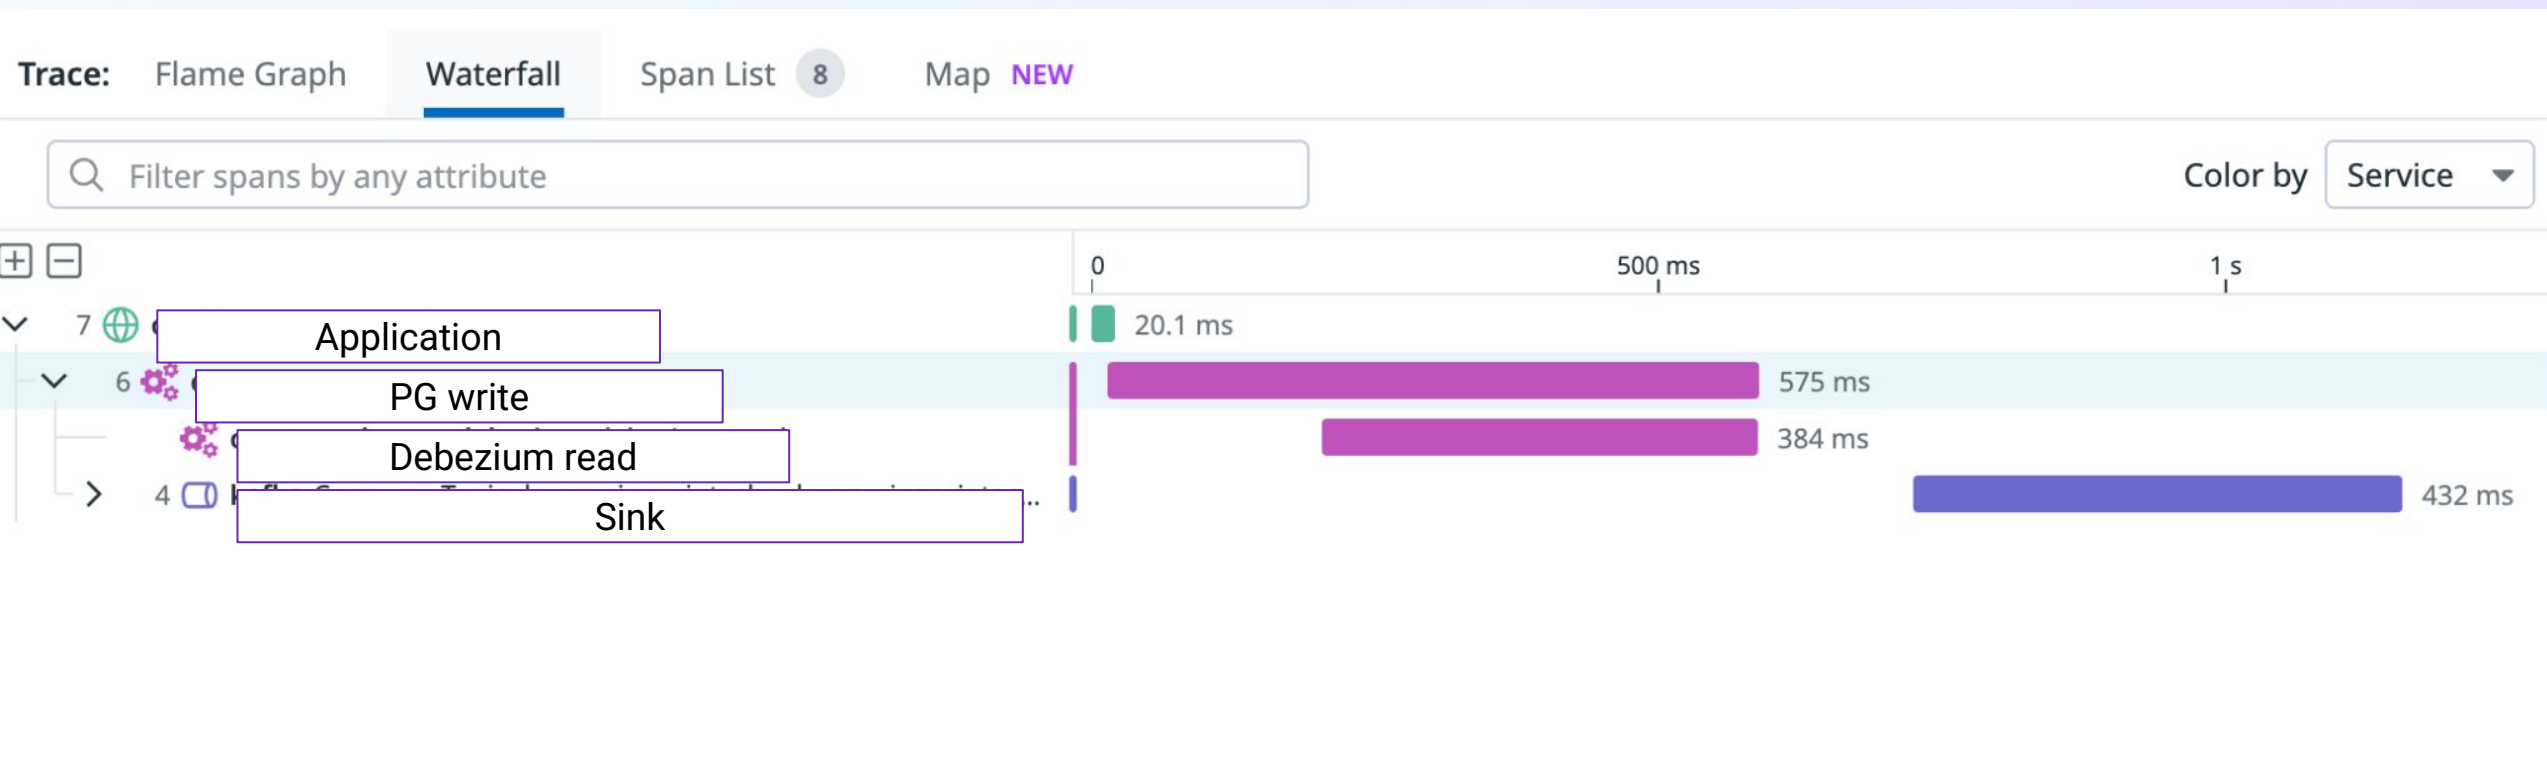 Trace: Flame Graph Waterfall Span List 8 Map NEW
Filter spans by any attribute
Color by Service
0 500 ms 1 s
7 Application 20.1 ms
6 PG write 575 ms
Debezium read 384 ms
4 Sink ... 432 ms